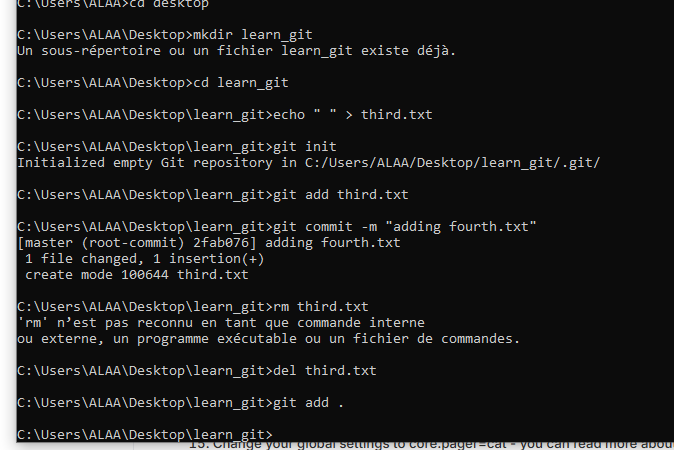 C:\Users\ALAA>cd desktop
C:\Users\ALAA\Desktop>mkdir learn_git
Un sous-répertoire ou un fichier learn_git existe déjà.
C:\Users\ALAA\Desktop>cd learn_git
C:\Users\ALAA\Desktop\learn_git>echo " " > third.txt
C:\Users\ALAA\Desktop\learn_git>git init
Initialized empty Git repository in C:/Users/ALAA/Desktop/learn_git/.git/
C:\Users\ALAA\Desktop\learn_git>git add third.txt
C:\Users\ALAA\Desktop\learn_git>git commit -m "adding fourth.txt"
[master (root-commit) 2fab076] adding fourth.txt
 1 file changed, 1 insertion(+)
 create mode 100644 third.txt
C:\Users\ALAA\Desktop\learn_git>rm third.txt
'rm' n’est pas reconnu en tant que commande interne
ou externe, un programme exécutable ou un fichier de commandes.
C:\Users\ALAA\Desktop\learn_git>del third.txt
C:\Users\ALAA\Desktop\learn_git>git add .
C:\Users\ALAA\Desktop\learn_git>
Change your global settings to core.pager=cat - you can read more about